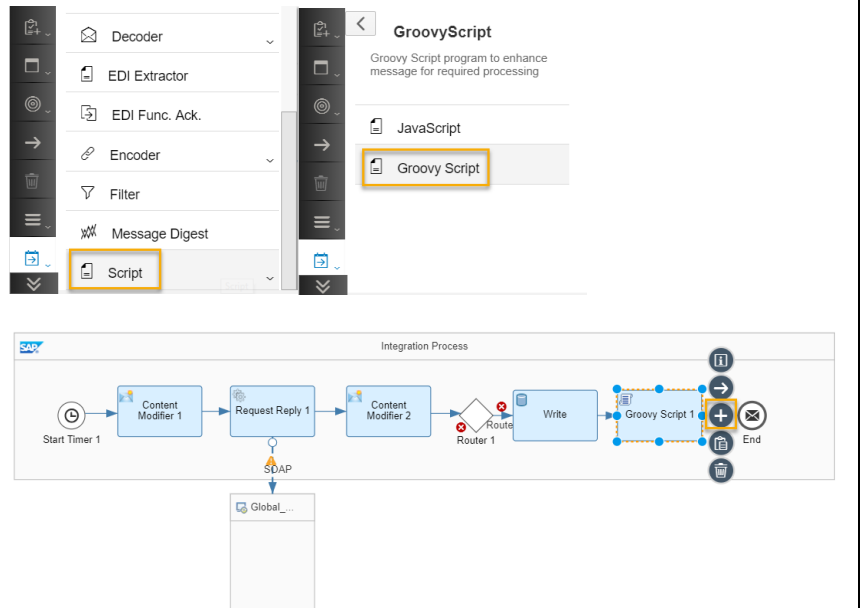 Decoder
EDI Extractor
EDI Func. Ack.
Encoder
Filter
Message Digest
Script
GroovyScript
Groovy Script program to enhance
message for required processing
JavaScript
Groovy Script
SAP
Integration Process
Start Timer 1
Content
Modifier 1
Request Reply 1
Content
Modifier 2
Router 1
Route
Write
Groovy Script 1
End
SOAP
Global_...